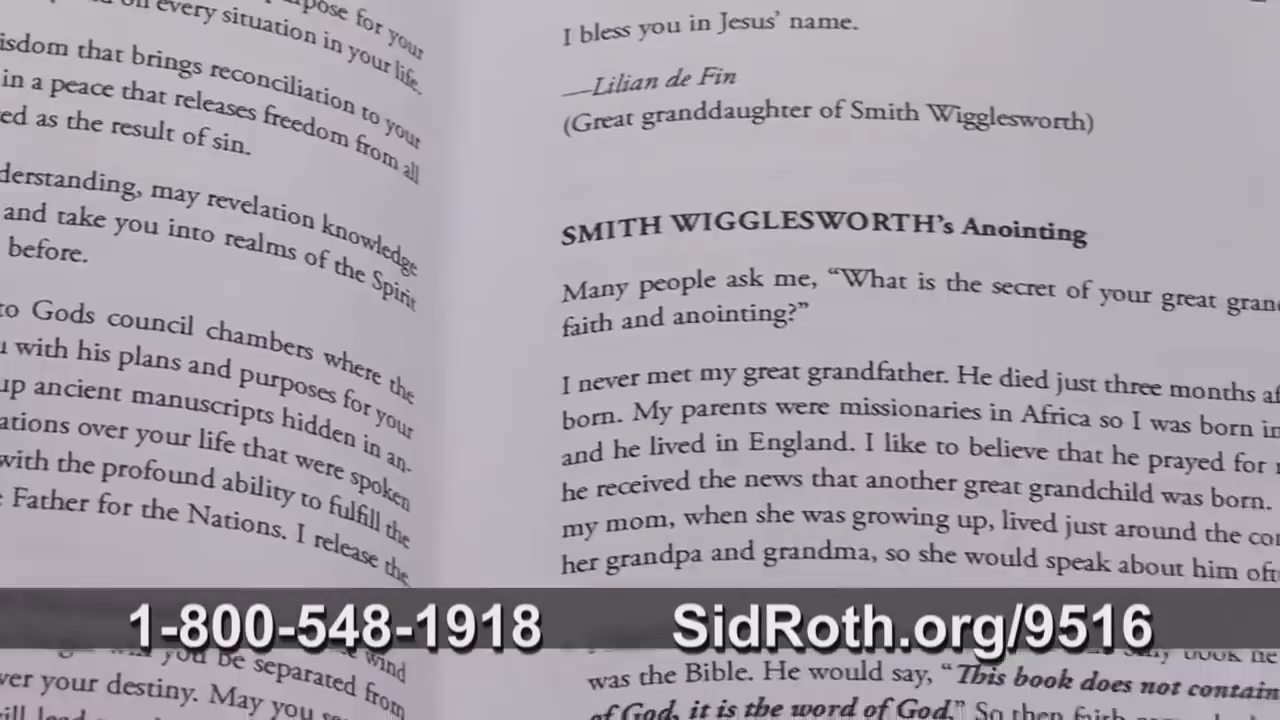 pose for your
on every situation in your life.
isdom that brings reconciliation to your
in a peace that releases freedom from all
ed as the result of sin.
derstanding, may revelation knowledge
and take you into realms of the Spirit
before.
to Gods council chambers where the
with his plans and purposes for your
up ancient manuscripts hidden in an-
ations over your life that were spoken
with the profound ability to fulfill the
Father for the Nations. I release the
wind
you be separated from
ver your destiny. May you
I bless you in Jesus' name.
—Lilian de Fin
(Great granddaughter of Smith Wigglesworth)
SMITH WIGGLESWORTH's Anointing
Many people ask me, “What is the secret of your great gran
faith and anointing?”
I never met my great grandfather. He died just three months af
born. My parents were missionaries in Africa so I was born in
and he lived in England. I like to believe that he prayed for
he received the news that another great grandchild was born.
my mom, when she was growing up, lived just around the co
her grandpa and grandma, so she would speak about him oft
book he
was the Bible. He would say, “This book does not contain
of God, it is the word of God.” So then faith
1-800-548-1918
SidRoth.org/9516